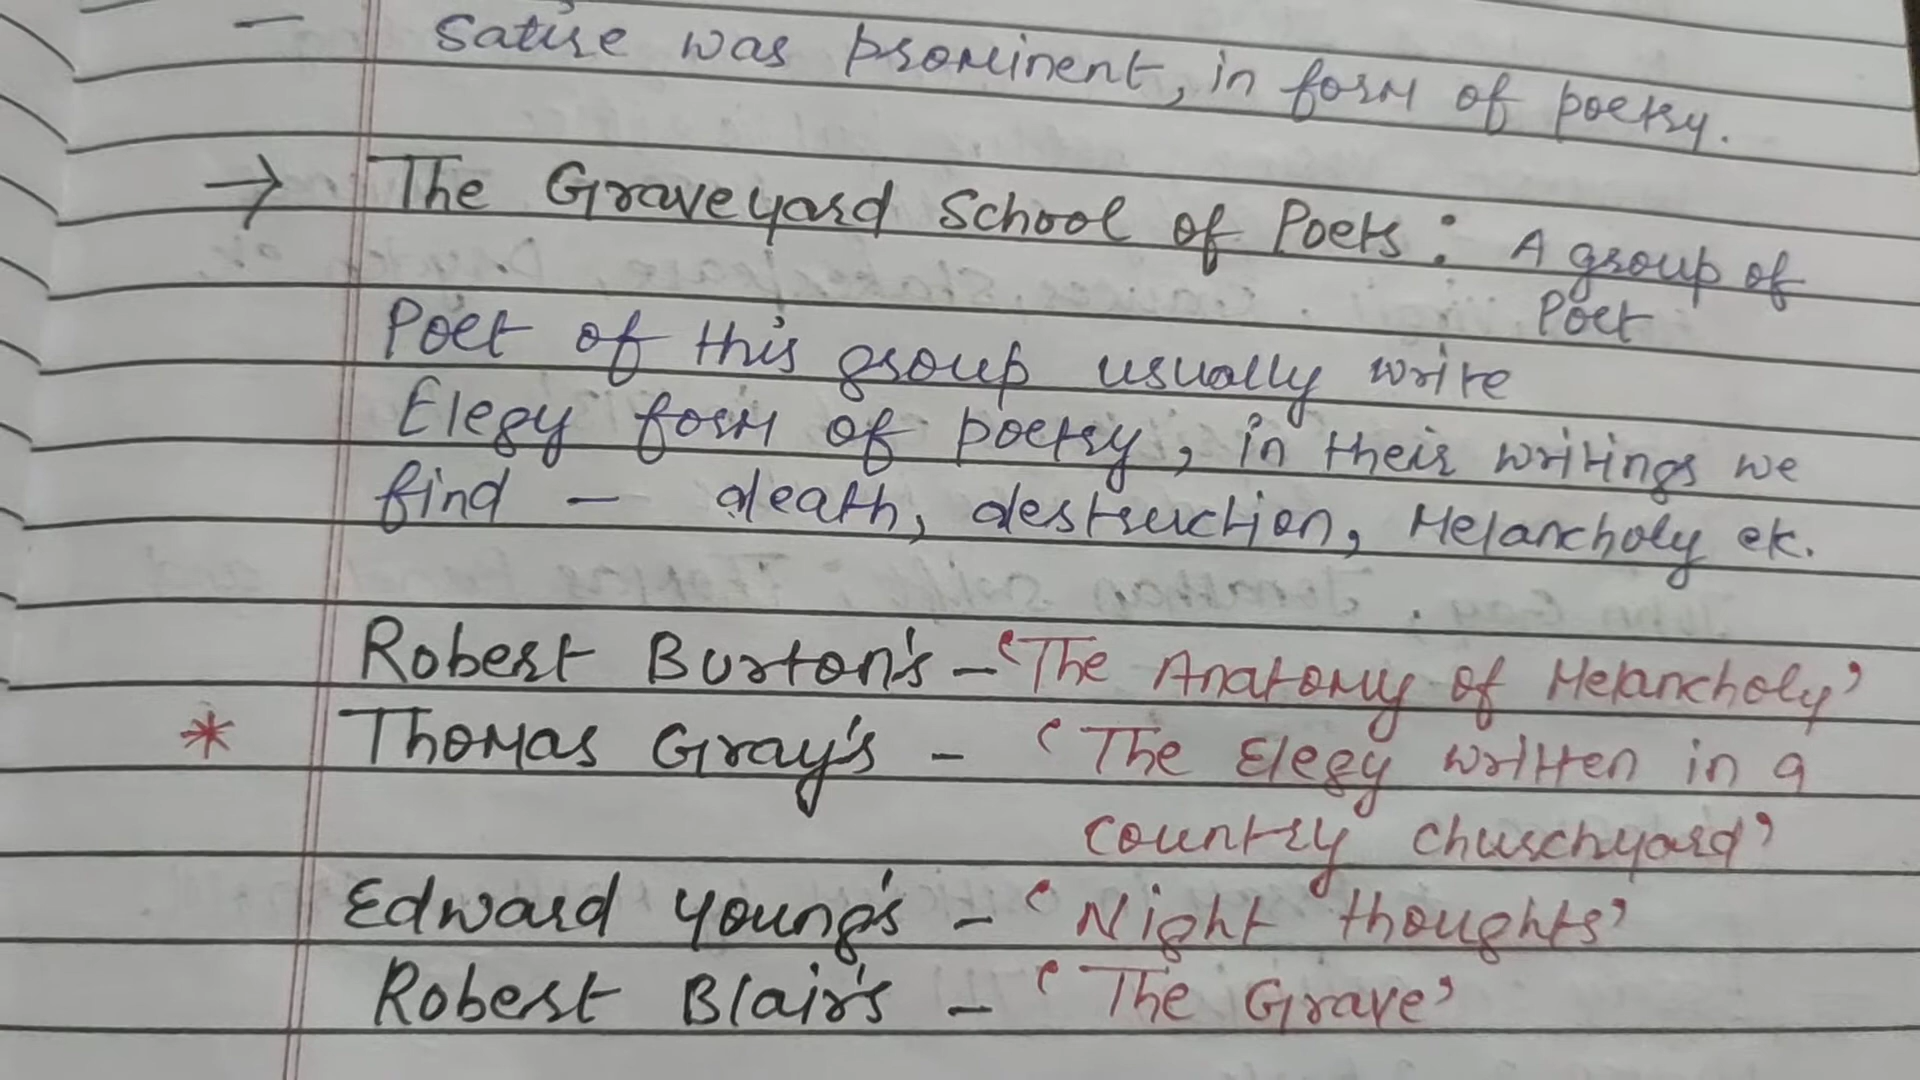 — Satire was prominent, in form of poetry.
→ The Graveyard School of Poets : A group of
Poet
Poet of this group usually write
Elegy form of poetry, in their writings we
find — death, destruction, Melancholy etc.
Robert Burton's – 'The Anatomy of Melancholy'
* Thomas Gray's – 'The Elegy written in a
country churchyard'
Edward Young's – 'Night thoughts'
Robert Blair's – 'The Grave'